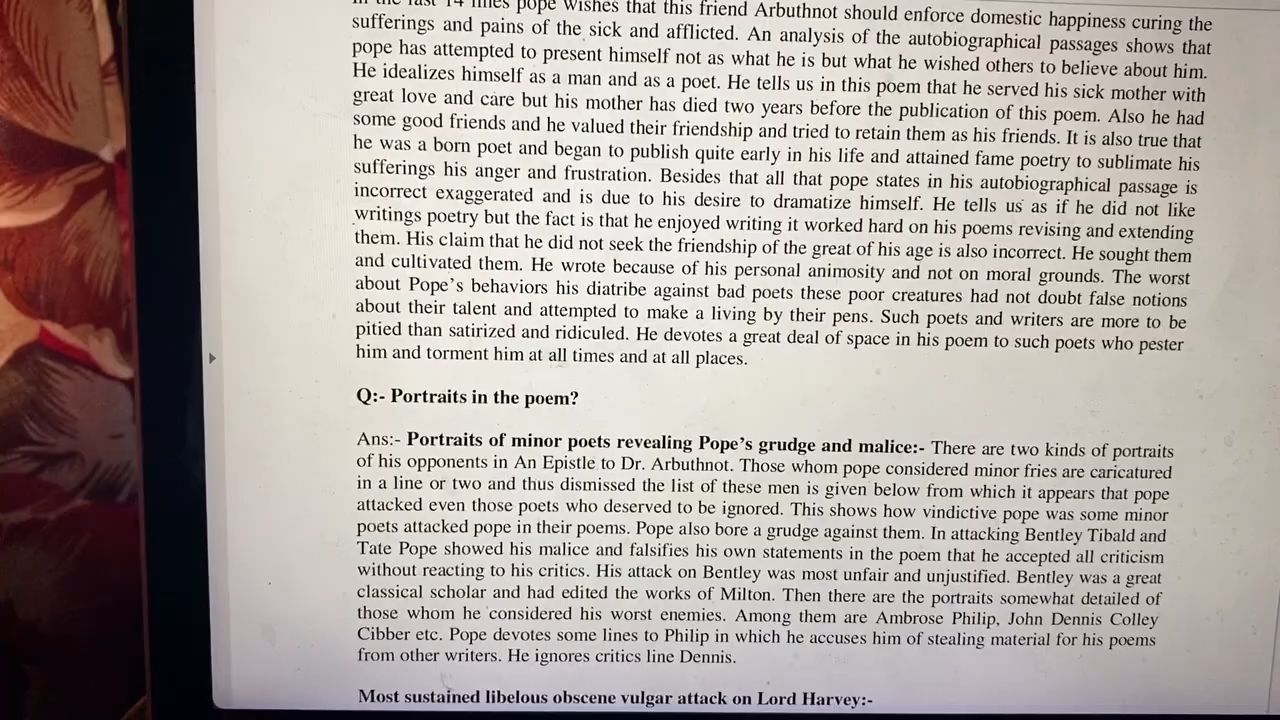 In the last 14 lines pope wishes that this friend Arbuthnot should enforce domestic happiness curing the
sufferings and pains of the sick and afflicted. An analysis of the autobiographical passages shows that
pope has attempted to present himself not as what he is but what he wished others to believe about him.
He idealizes himself as a man and as a poet. He tells us in this poem that he served his sick mother with
great love and care but his mother has died two years before the publication of this poem. Also he had
some good friends and he valued their friendship and tried to retain them as his friends. It is also true that
he was a born poet and began to publish quite early in his life and attained fame poetry to sublimate his
sufferings his anger and frustration. Besides that all that pope states in his autobiographical passage is
incorrect exaggerated and is due to his desire to dramatize himself. He tells us as if he did not like
writings poetry but the fact is that he enjoyed writing it worked hard on his poems revising and extending
them. His claim that he did not seek the friendship of the great of his age is also incorrect. He sought them
and cultivated them. He wrote because of his personal animosity and not on moral grounds. The worst
about Pope's behaviors his diatribe against bad poets these poor creatures had not doubt false notions
about their talent and attempted to make a living by their pens. Such poets and writers are more to be
pitied than satirized and ridiculed. He devotes a great deal of space in his poem to such poets who pester
him and torment him at all times and at all places.
Q:- Portraits in the poem?
Ans:- Portraits of minor poets revealing Pope's grudge and malice:- There are two kinds of portraits
of his opponents in An Epistle to Dr. Arbuthnot. Those whom pope considered minor fries are caricatured
in a line or two and thus dismissed the list of these men is given below from which it appears that pope
attacked even those poets who deserved to be ignored. This shows how vindictive pope was some minor
poets attacked pope in their poems. Pope also bore a grudge against them. In attacking Bentley Tibald and
Tate Pope showed his malice and falsifies his own statements in the poem that he accepted all criticism
without reacting to his critics. His attack on Bentley was most unfair and unjustified. Bentley was a great
classical scholar and had edited the works of Milton. Then there are the portraits somewhat detailed of
those whom he considered his worst enemies. Among them are Ambrose Philip, John Dennis Colley
Cibber etc. Pope devotes some lines to Philip in which he accuses him of stealing material for his poems
from other writers. He ignores critics line Dennis.
Most sustained libelous obscene vulgar attack on Lord Harvey:-